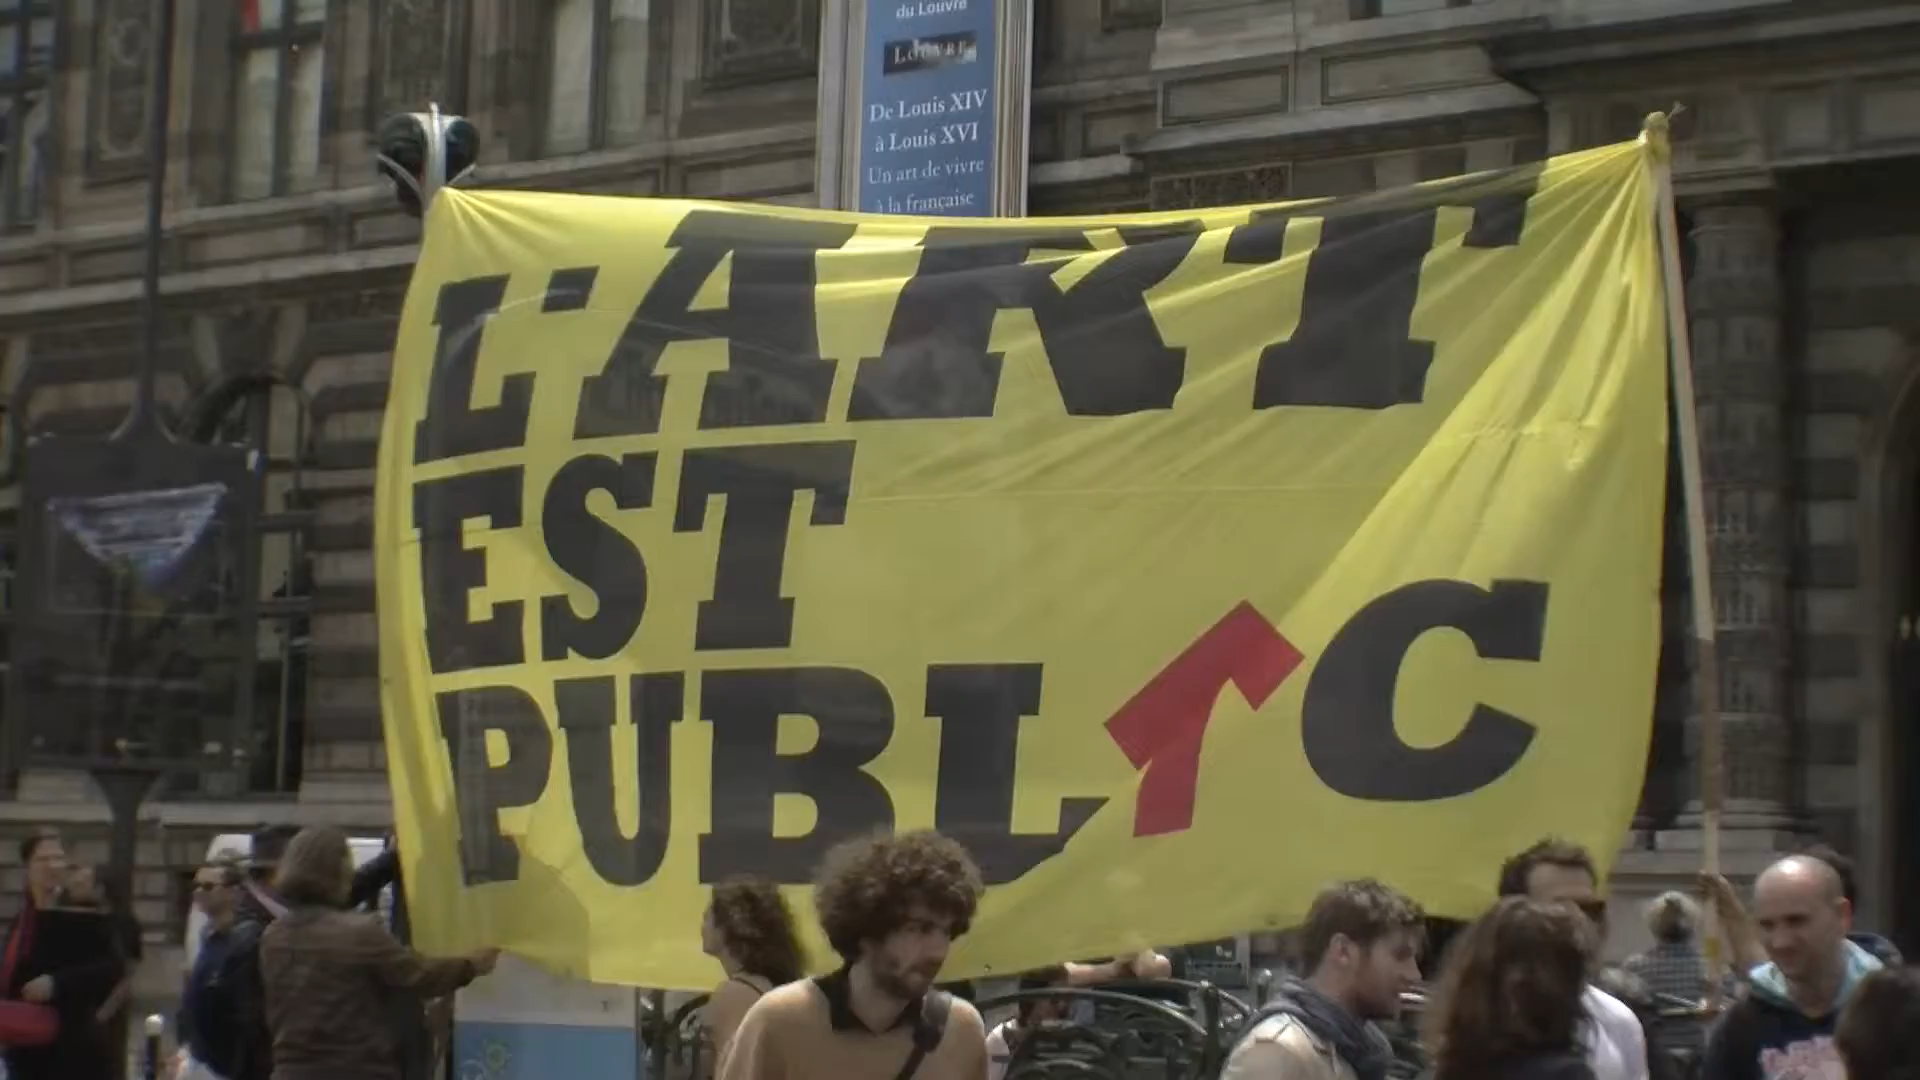 du Louvre
LOUVRE
De Louis XIV
à Louis XVI
Un art de vivre
à la française
L'ART
EST
PUBLIC